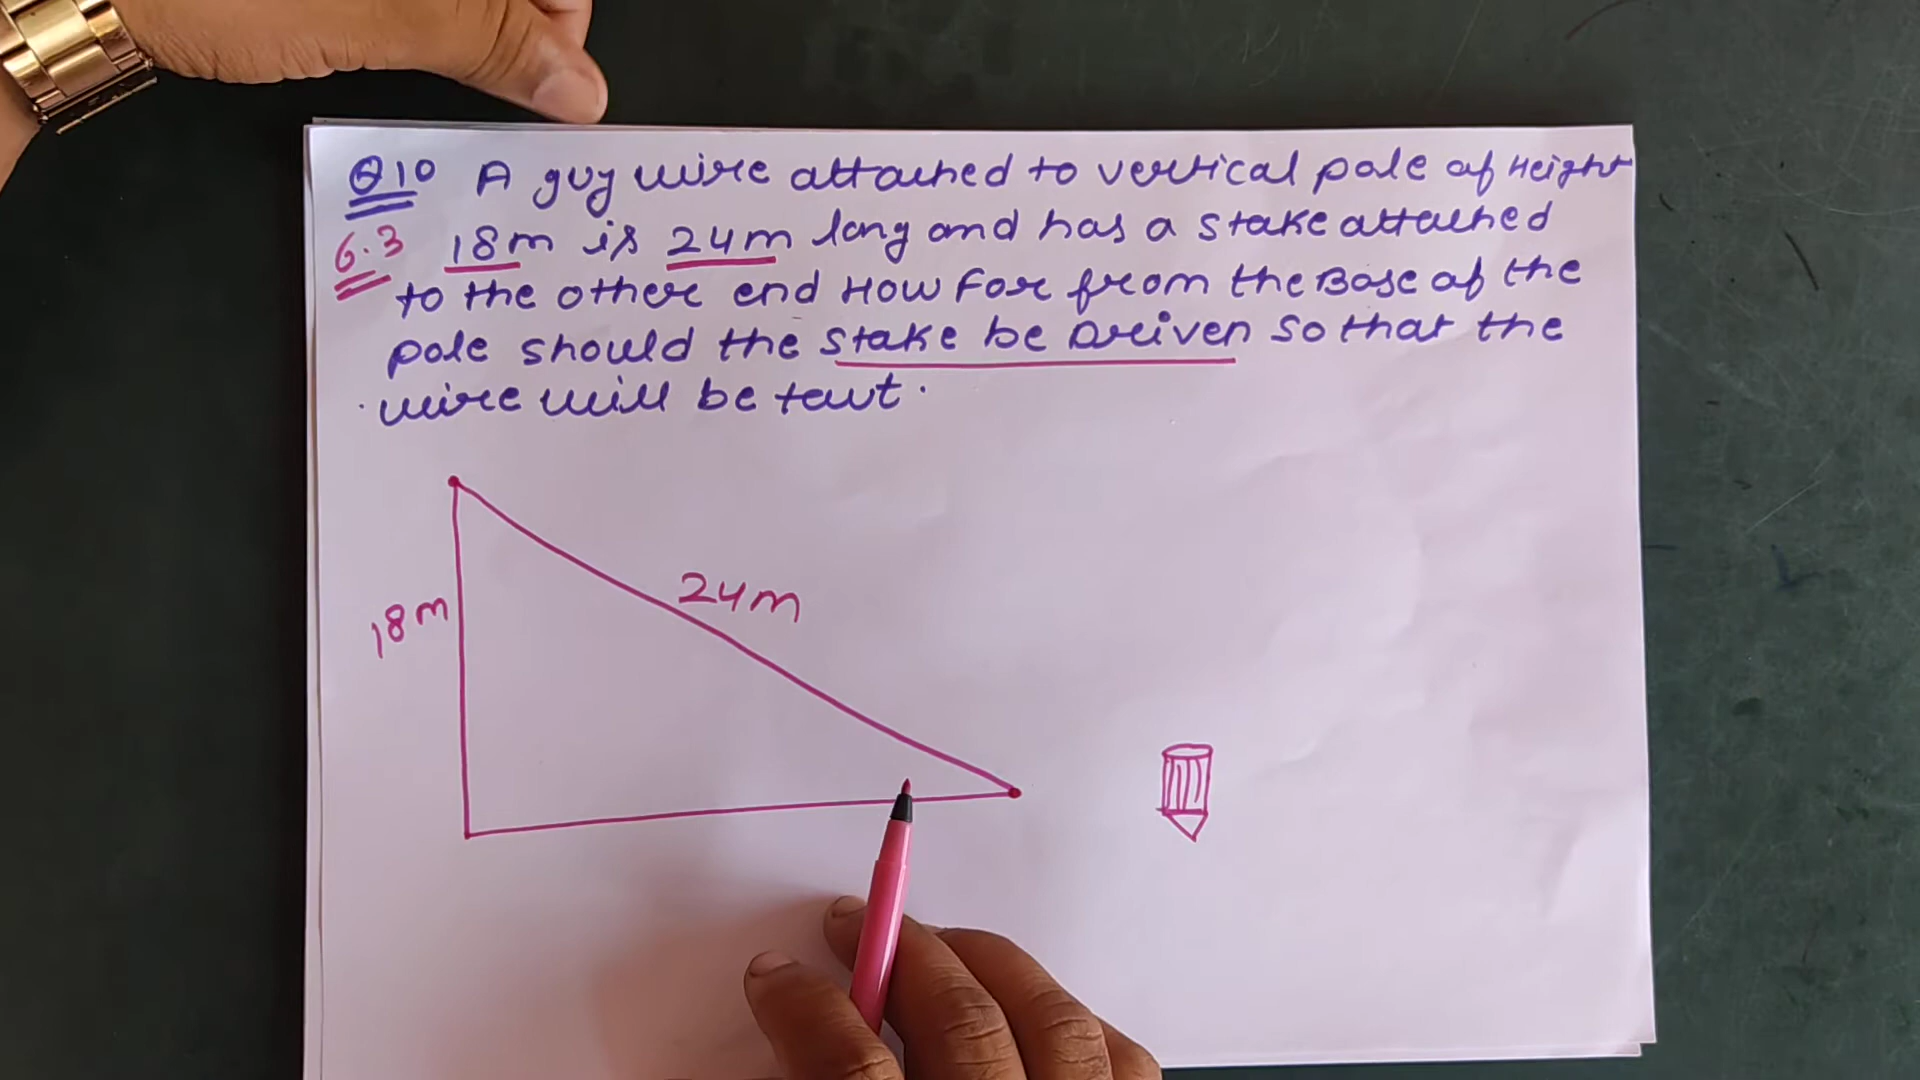 Q10 A guy wire attached to vertical pole of Height
6.3 18m is 24m long and has a stake attached
to the other end How Far from the Base of the
pole should the stake be Driven so that the
wire will be taut.
24m
18m